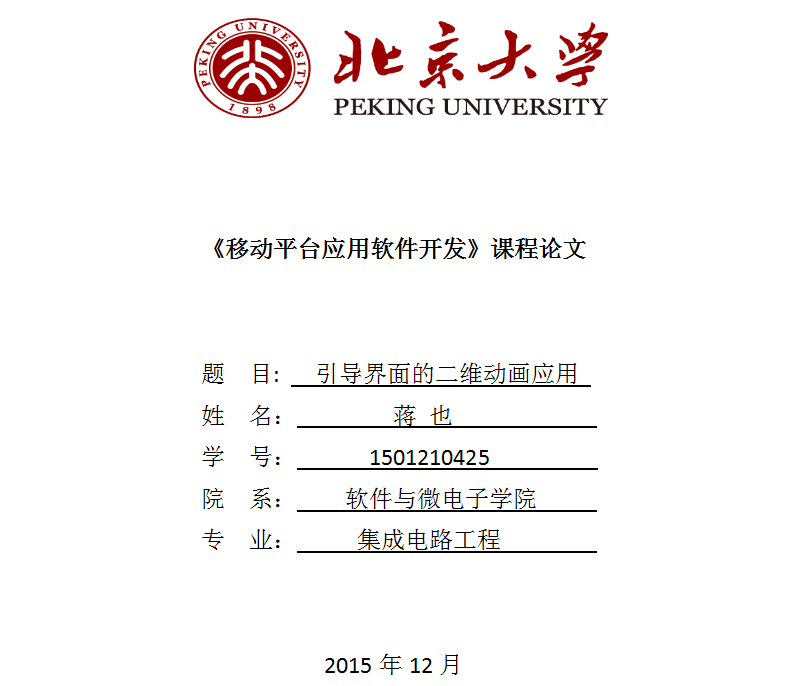 PEKING UNIVERSITY
1898
北京大学
PEKING UNIVERSITY
《移动平台应用软件开发》课程论文
题 目: 引导界面的二维动画应用
姓 名: 蒋 也
学 号: 1501210425
院 系: 软件与微电子学院
专 业: 集成电路工程
2015 年 12 月